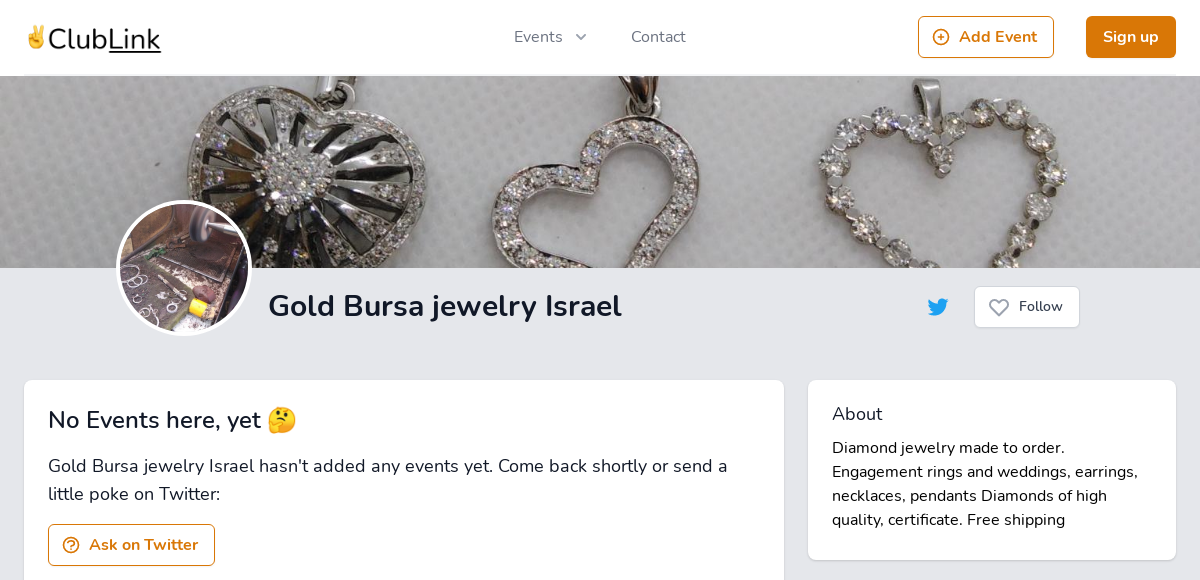 ✌️ClubLink
Events
Contact
Add Event
Sign up
Gold Bursa jewelry Israel
Follow
No Events here, yet 🤔
Gold Bursa jewelry Israel hasn't added any events yet. Come back shortly or send a
little poke on Twitter:
Ask on Twitter
About
Diamond jewelry made to order.
Engagement rings and weddings, earrings,
necklaces, pendants Diamonds of high
quality, certificate. Free shipping